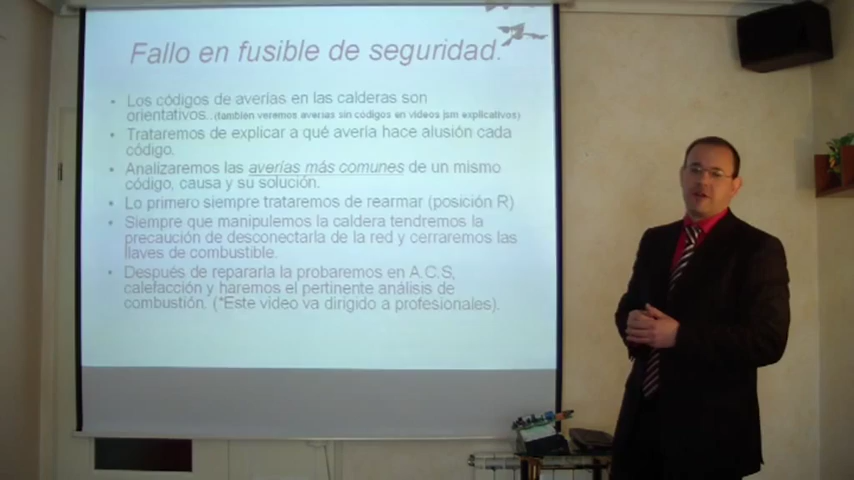 Fallo en fusible de seguridad.
• Los códigos de averías en las calderas son
orientativos..(también veremos averías sin códigos en videos jsm explicativos)
• Trataremos de explicar a qué avería hace alusión cada
código.
• Analizaremos las averías más comunes de un mismo
código, causa y su solución.
• Lo primero siempre trataremos de rearmar (posición R)
• Siempre que manipulemos la caldera tendremos la
precaución de desconectarla de la red y cerraremos las
llaves de combustible.
• Después de repararla la probaremos en A.C.S,
calefacción y haremos el pertinente análisis de
combustión. (*Este video va dirigido a profesionales).